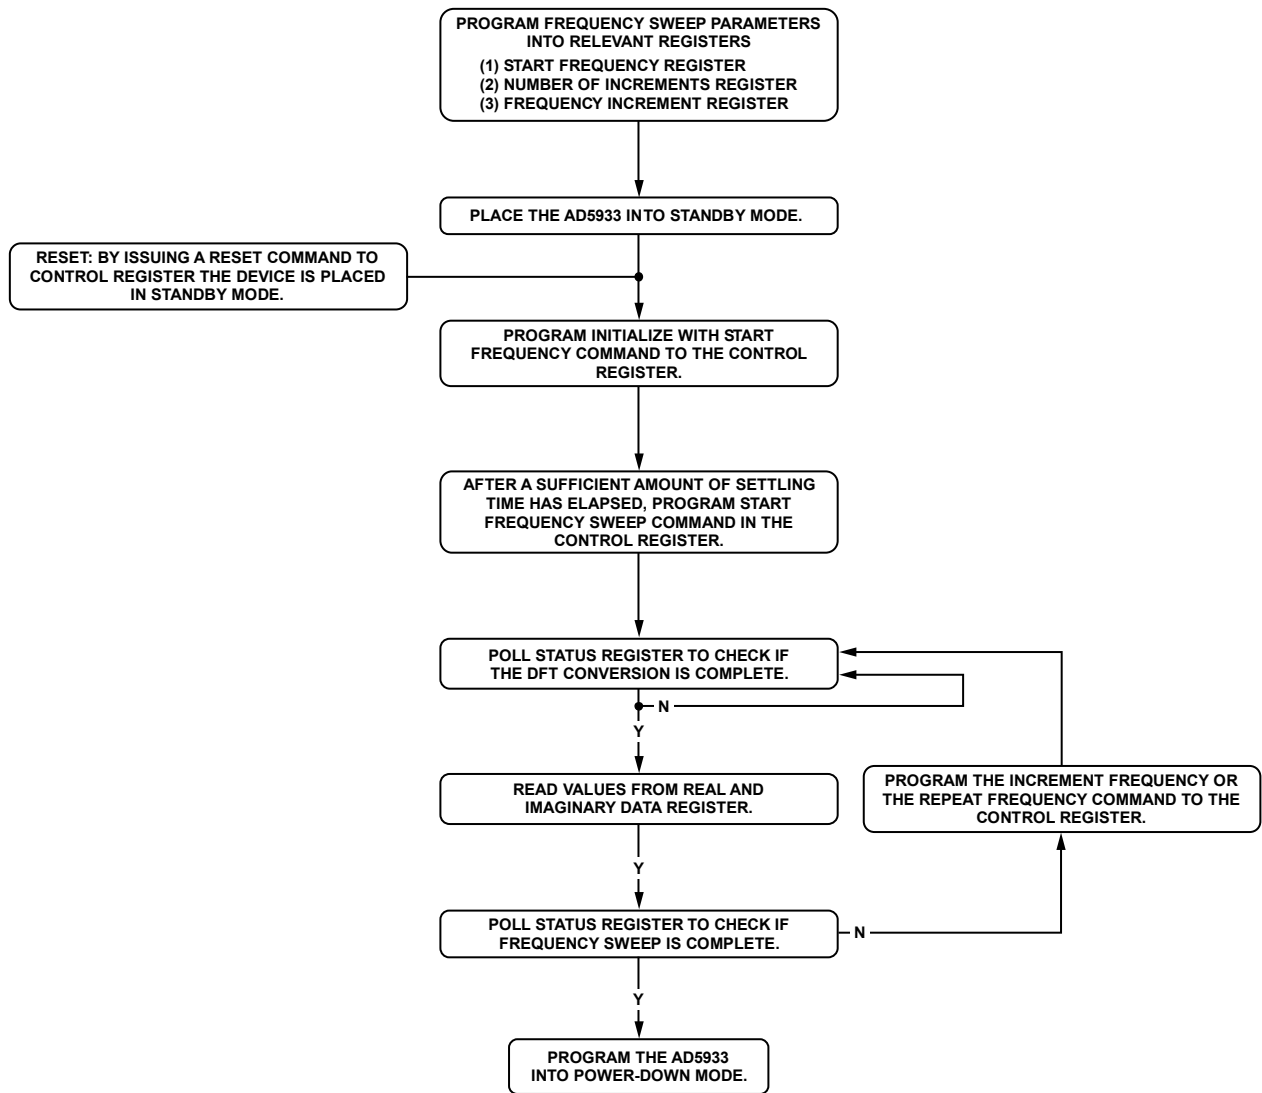 PROGRAM FREQUENCY SWEEP PARAMETERS
INTO RELEVANT REGISTERS
(1) START FREQUENCY REGISTER
(2) NUMBER OF INCREMENTS REGISTER
(3) FREQUENCY INCREMENT REGISTER
PLACE THE AD5933 INTO STANDBY MODE.
RESET: BY ISSUING A RESET COMMAND TO
CONTROL REGISTER THE DEVICE IS PLACED
IN STANDBY MODE.
PROGRAM INITIALIZE WITH START
FREQUENCY COMMAND TO THE CONTROL
REGISTER.
AFTER A SUFFICIENT AMOUNT OF SETTLING
TIME HAS ELAPSED, PROGRAM START
FREQUENCY SWEEP COMMAND IN THE
CONTROL REGISTER.
POLL STATUS REGISTER TO CHECK IF
THE DFT CONVERSION IS COMPLETE.
N
Y
READ VALUES FROM REAL AND
IMAGINARY DATA REGISTER.
PROGRAM THE INCREMENT FREQUENCY OR
THE REPEAT FREQUENCY COMMAND TO THE
CONTROL REGISTER.
Y
POLL STATUS REGISTER TO CHECK IF
FREQUENCY SWEEP IS COMPLETE.
N
Y
PROGRAM THE AD5933
INTO POWER-DOWN MODE.